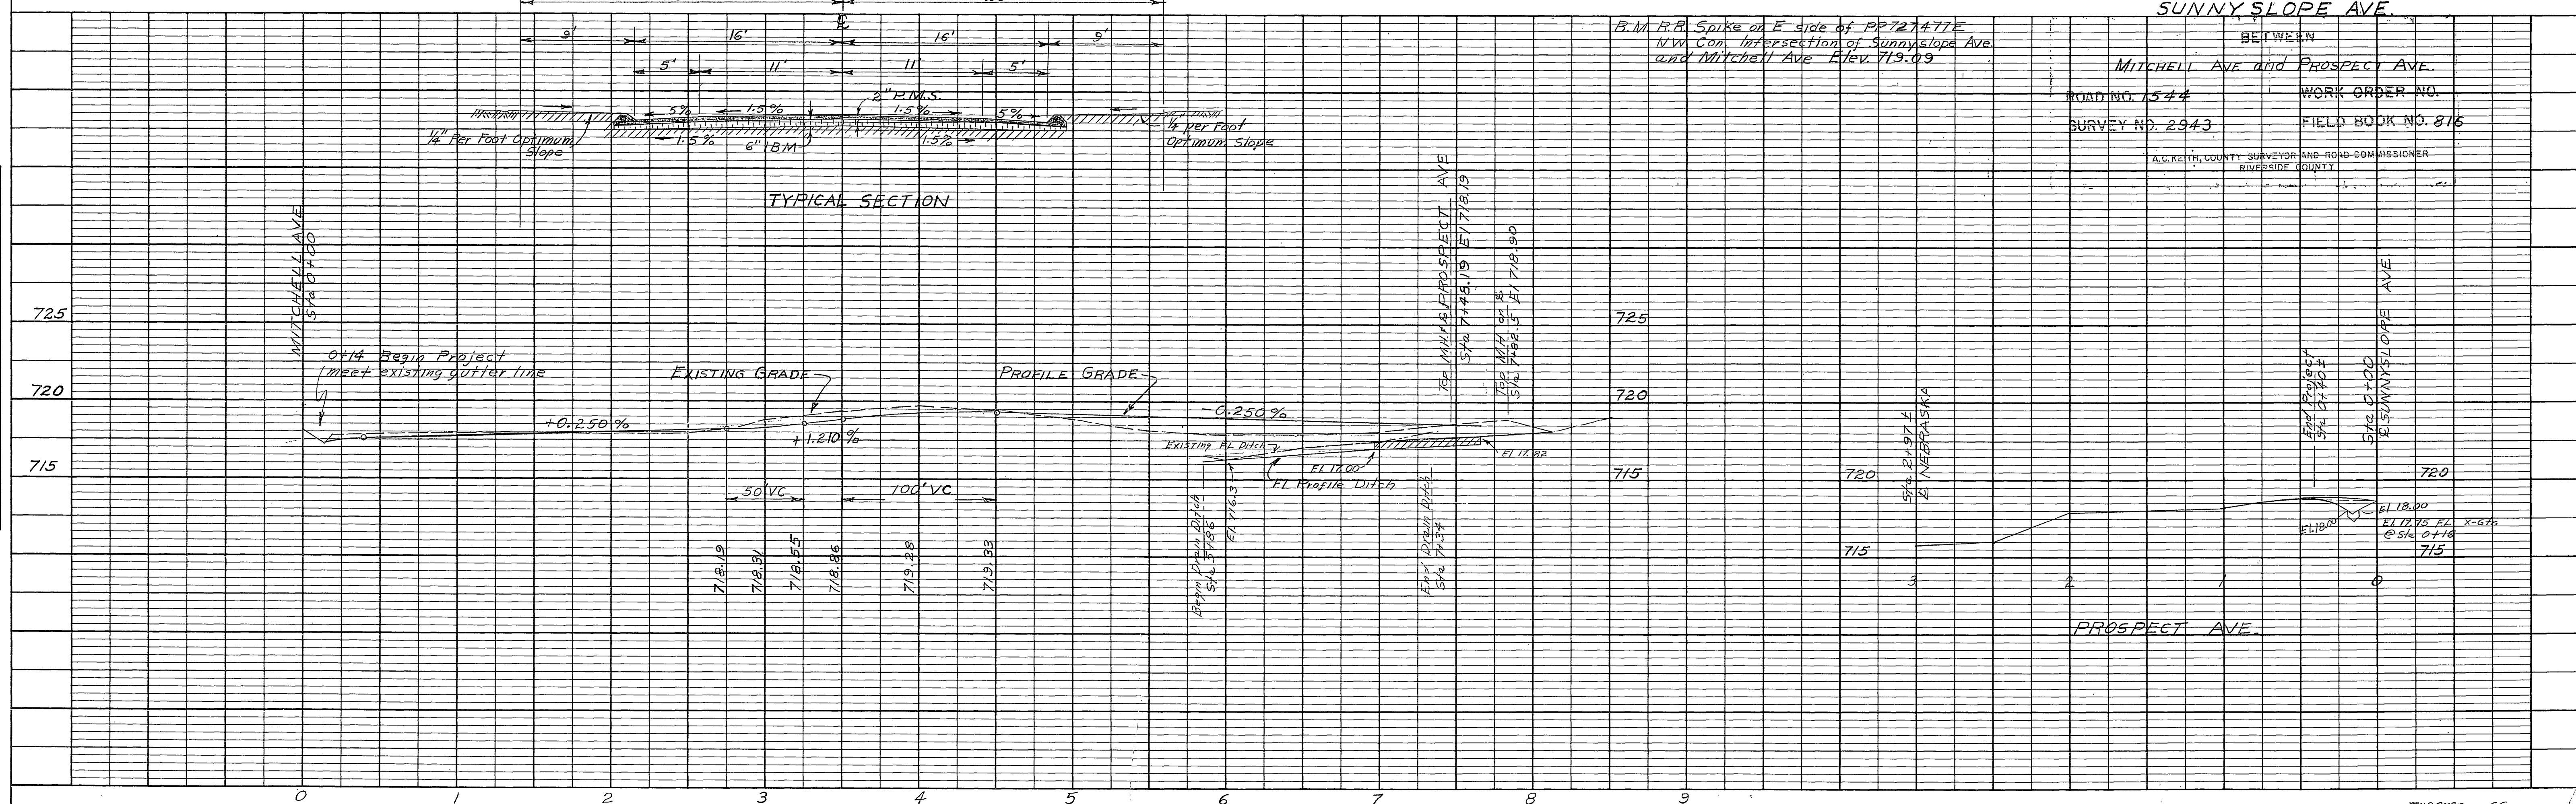 SUNNYSLOPE AVE.
BETWEEN
MITCHELL AVE and PROSPECT AVE.
ROAD NO. 1544
WORK ORDER NO.
SURVEY NO. 2943
FIELD BOOK NO. 816
A.C. KEITH, COUNTY SURVEYOR AND ROAD COMMISSIONER
RIVERSIDE COUNTY
B.M. R.R. Spike on E side of PP727477E
NW Cor. Intersection of Sunnyslope Ave
and Mitchell Ave Elev. 719.09
℄
9' 16' 16' 9'
5' 11' 11' 5'
2" P.M.S.
5% 1.5% 1.5% 5%
1/4" Per Foot Optimum
Slope
1.5% 6" IBM 1.5%
1/4" per Foot
Optimum Slope
TYPICAL SECTION
MITCHELL AVE
Sta 0+00
0+14 Begin Project
meet existing gutter line
EXISTING GRADE
PROFILE GRADE
+0.250%
+1.210%
-0.250%
50' VC
100' VC
718.19
718.31
718.55
718.86
719.28
719.33
Existing FL Ditch
El 17.00
FL Profile Ditch
El 17.82
Begin Drain Ditch
Sta 5+86
El. 716.3
End Drain Ditch
Sta 7+34
Top MH & ℄ PROSPECT AVE
Sta 7+48.19 El 718.19
Top MH on ℄
Sta 7+82.5 El 718.90
725
720
715
725
720
715
Sta 2+97±
℄ NEBRASKA
End Project
Sta 0+40±
Sta 0+00
℄ SUNNYSLOPE AVE.
720
720
El 18.00
El 18.00
El 17.75 FL X-Gtr
@ Sta 0+16
715
715
3 2 1 0
PROSPECT AVE.
0 1 2 3 4 5 6 7 8 9